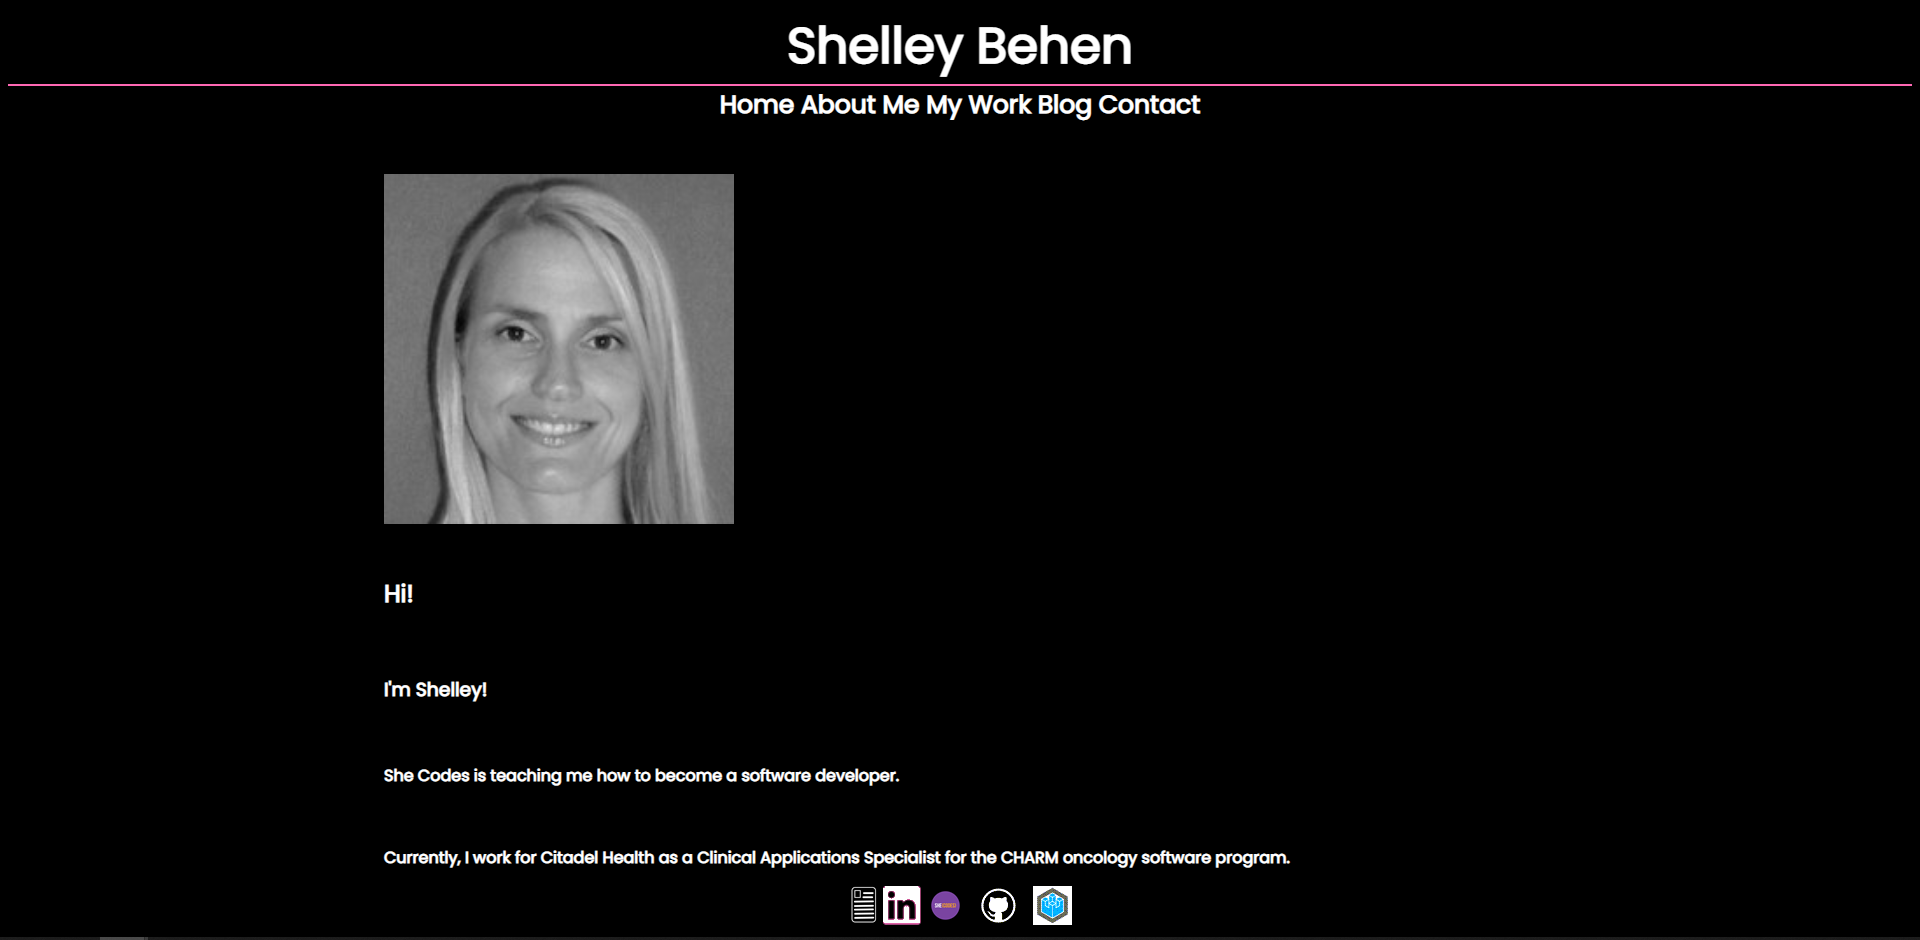 Shelley Behen
Home About Me My Work Blog Contact
Hi!
I'm Shelley!
She Codes is teaching me how to become a software developer.
Currently, I work for Citadel Health as a Clinical Applications Specialist for the CHARM oncology software program.
in SHECODES